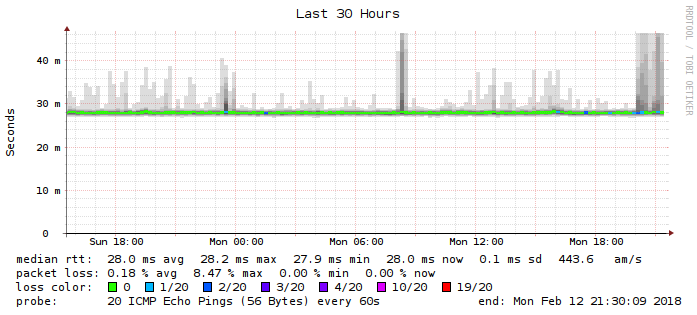 Last 30 Hours
RRDTOOL / TOBI OETIKER
Seconds
40 m
30 m
20 m
10 m
0
Sun 18:00 Mon 00:00 Mon 06:00 Mon 12:00 Mon 18:00
median rtt: 28.0 ms avg 28.2 ms max 27.9 ms min 28.0 ms now 0.1 ms sd 443.6 am/s
packet loss: 0.18 % avg 8.47 % max 0.00 % min 0.00 % now
loss color: 0 1/20 2/20 3/20 4/20 10/20 19/20
probe: 20 ICMP Echo Pings (56 Bytes) every 60s end: Mon Feb 12 21:30:09 2018